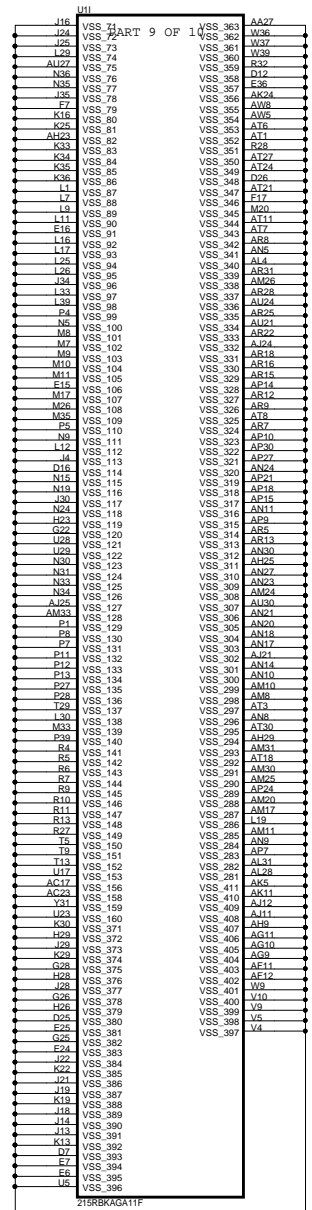 U1I
PART 9 OF 10
J16 VSS_71 VSS_363 AA27
J24 VSS_72 VSS_362 W36
J25 VSS_73 VSS_361 W37
L29 VSS_74 VSS_360 W39
AU27 VSS_75 VSS_359 R32
N36 VSS_76 VSS_358 D12
N35 VSS_77 VSS_357 E36
J35 VSS_78 VSS_356 AK24
F7 VSS_79 VSS_355 AW8
K16 VSS_80 VSS_354 AW5
K25 VSS_81 VSS_353 AT6
AH23 VSS_82 VSS_352 AT1
K33 VSS_83 VSS_351 R28
K34 VSS_84 VSS_350 AT27
K35 VSS_85 VSS_349 AT24
K36 VSS_86 VSS_348 D26
L1 VSS_87 VSS_347 AT21
L7 VSS_88 VSS_346 F17
L9 VSS_89 VSS_345 M20
L11 VSS_90 VSS_344 AT11
E16 VSS_91 VSS_343 AT7
L16 VSS_92 VSS_342 AR8
L17 VSS_93 VSS_341 AN5
L25 VSS_94 VSS_340 AL4
L26 VSS_95 VSS_339 AR31
J34 VSS_96 VSS_338 AM26
L33 VSS_97 VSS_337 AR28
L39 VSS_98 VSS_336 AU24
P4 VSS_99 VSS_335 AR25
N5 VSS_100 VSS_334 AU21
M8 VSS_101 VSS_333 AR22
M7 VSS_102 VSS_332 AJ24
M9 VSS_103 VSS_331 AR18
M10 VSS_104 VSS_330 AR16
M11 VSS_105 VSS_329 AR15
E15 VSS_106 VSS_328 AP14
M17 VSS_107 VSS_327 AR12
M26 VSS_108 VSS_326 AR9
M35 VSS_109 VSS_325 AT8
P5 VSS_110 VSS_324 AR7
N9 VSS_111 VSS_323 AP10
L12 VSS_112 VSS_322 AP30
J4 VSS_113 VSS_321 AP27
D16 VSS_114 VSS_320 AN24
N15 VSS_115 VSS_319 AP21
N19 VSS_116 VSS_318 AP18
J30 VSS_117 VSS_317 AP15
N24 VSS_118 VSS_316 AN11
H23 VSS_119 VSS_315 AP9
G22 VSS_120 VSS_314 AR5
U28 VSS_121 VSS_313 AR13
U29 VSS_122 VSS_312 AN30
N30 VSS_123 VSS_311 AH25
N31 VSS_124 VSS_310 AN27
N33 VSS_125 VSS_309 AN23
N34 VSS_126 VSS_308 AM24
AJ25 VSS_127 VSS_307 AU30
AM33 VSS_128 VSS_306 AN21
P1 VSS_129 VSS_305 AN20
P8 VSS_130 VSS_304 AN18
P7 VSS_131 VSS_303 AN17
P11 VSS_132 VSS_302 AJ21
P12 VSS_133 VSS_301 AN14
P13 VSS_134 VSS_300 AN10
P27 VSS_135 VSS_299 AM10
P28 VSS_136 VSS_298 AM8
T29 VSS_137 VSS_297 AT3
L30 VSS_138 VSS_296 AN8
M33 VSS_139 VSS_295 AT30
P39 VSS_140 VSS_294 AH29
R4 VSS_141 VSS_293 AM31
R5 VSS_142 VSS_292 AT18
R6 VSS_143 VSS_291 AM30
R7 VSS_144 VSS_290 AM25
R9 VSS_145 VSS_289 AP24
R10 VSS_146 VSS_288 AM20
R11 VSS_147 VSS_287 AM17
R13 VSS_148 VSS_286 L19
R27 VSS_149 VSS_285 AM11
T5 VSS_150 VSS_284 AN9
T9 VSS_151 VSS_283 AP7
T13 VSS_152 VSS_282 AL31
U17 VSS_153 VSS_281 AL28
AC17 VSS_156 VSS_411 AK5
AC23 VSS_158 VSS_410 AK11
Y31 VSS_159 VSS_409 AJ12
U23 VSS_160 VSS_408 AJ11
K30 VSS_371 VSS_407 AH9
H29 VSS_372 VSS_406 AG11
J29 VSS_373 VSS_405 AG10
K29 VSS_374 VSS_404 AG9
G28 VSS_375 VSS_403 AF11
H28 VSS_376 VSS_402 AF12
J28 VSS_377 VSS_401 W9
G26 VSS_378 VSS_400 V10
H26 VSS_379 VSS_399 V9
D25 VSS_380 VSS_398 V5
E25 VSS_381 VSS_397 V4
G25 VSS_382
E24 VSS_383
J22 VSS_384
K22 VSS_385
J21 VSS_386
J19 VSS_387
K19 VSS_388
J18 VSS_389
J14 VSS_390
J13 VSS_391
K13 VSS_392
D7 VSS_393
E7 VSS_394
E6 VSS_395
U5 VSS_396
215RBKAGA11F